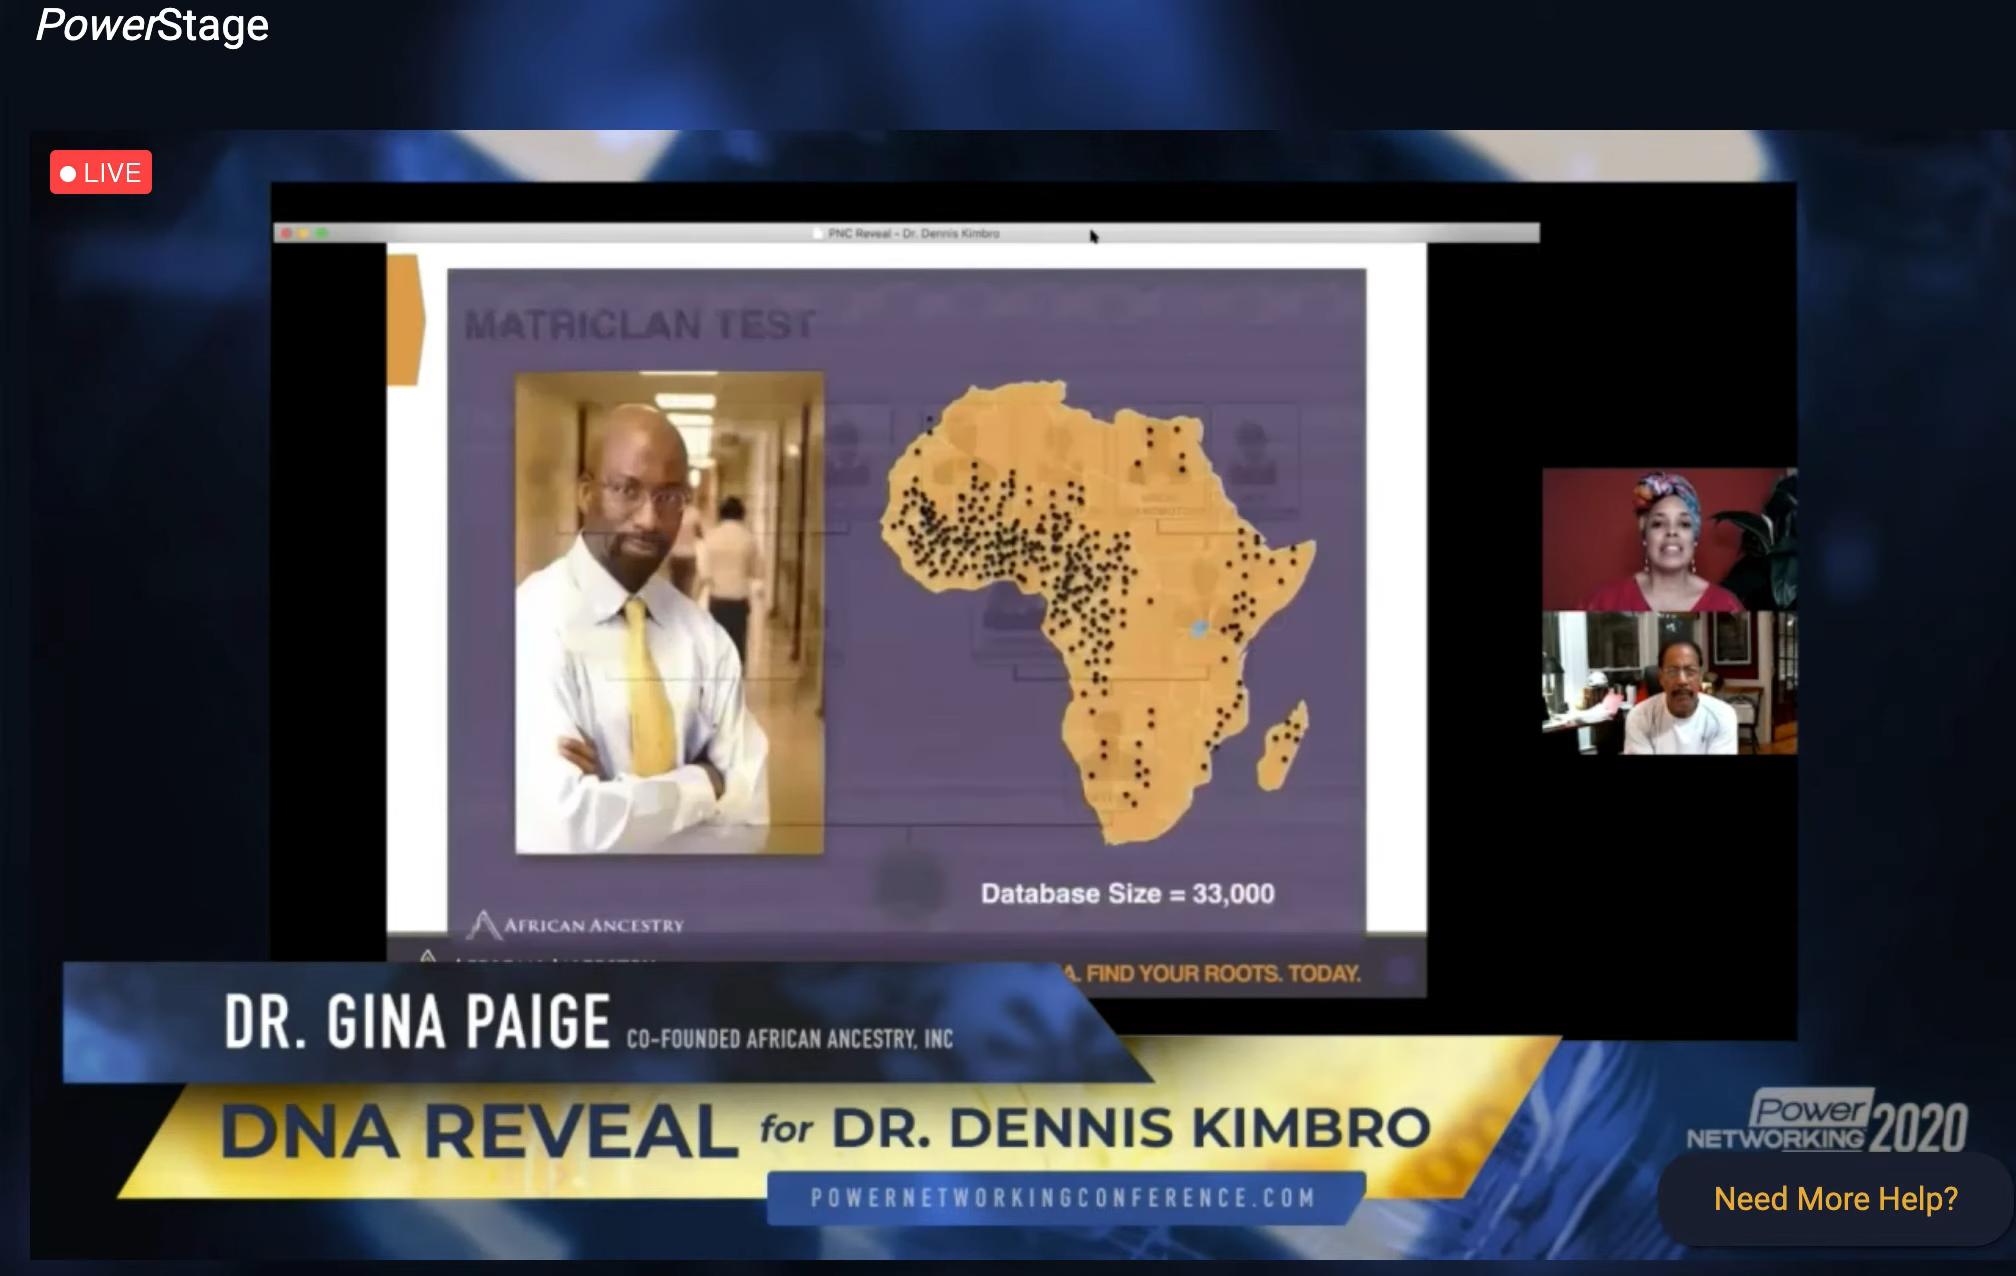 PowerStage
LIVE
PNC Reveal - Dr. Dennis Kimbro
MATRICLAN TEST
Database Size = 33,000
AFRICAN ANCESTRY
A. FIND YOUR ROOTS. TODAY.
DR. GINA PAIGE CO-FOUNDED AFRICAN ANCESTRY, INC
DNA REVEAL for DR. DENNIS KIMBRO
POWERNETWORKINGCONFERENCE.COM
Power
NETWORKING 2020
Need More Help?